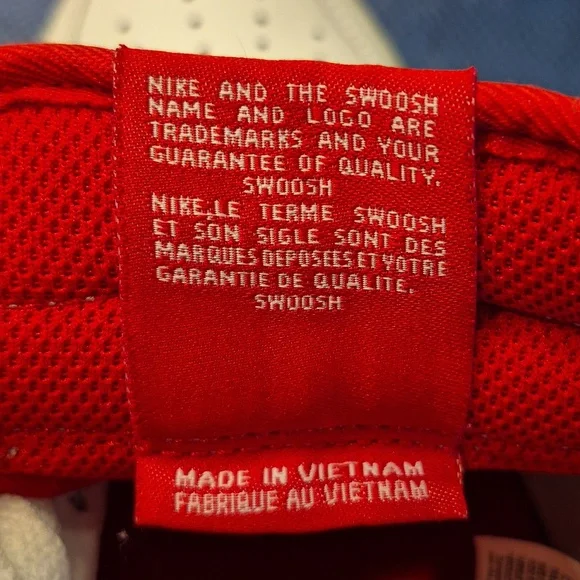 NIKE AND THE SWOOSH
NAME AND LOGO ARE
TRADEMARKS AND YOUR
GUARANTEE OF QUALITY.
SWOOSH
NIKE,LE TERME SWOOSH
ET SON SIGLE SONT DES
MARQUES DEPOSEES ET VOTRE
GARANTIE DE QUALITE.
SWOOSH
MADE IN VIETNAM
FABRIQUE AU VIETNAM